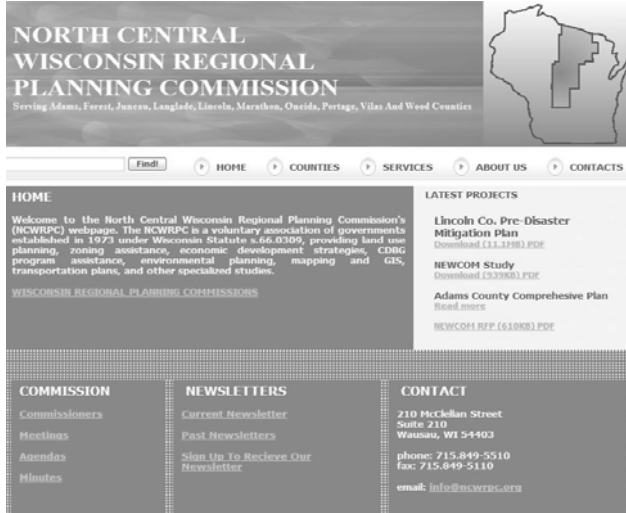 NORTH CENTRAL
WISCONSIN REGIONAL
PLANNING COMMISSION
Serving Adams, Forest, Juneau, Langlade, Lincoln, Marathon, Oneida, Portage, Vilas And Wood Counties
Find!
HOME
COUNTIES
SERVICES
ABOUT US
CONTACTS
HOME
Welcome to the North Central Wisconsin Regional Planning Commission's
(NCWRPC) webpage. The NCWRPC is a voluntary association of governments
established in 1973 under Wisconsin Statute s.66.0309, providing land use
planning, zoning assistance, economic development strategies, CDBG
program assistance, environmental planning, mapping and GIS,
transportation plans, and other specialized studies.
WISCONSIN REGIONAL PLANNING COMMISSIONS
LATEST PROJECTS
Lincoln Co. Pre-Disaster
Mitigation Plan
Download (11.1MB) PDF
NEWCOM Study
Download (939KB) PDF
Adams County Comprehesive Plan
Read more
NEWCOM RFP (610KB) PDF
COMMISSION
Commissioners
Meetings
Agendas
Minutes
NEWSLETTERS
Current Newsletter
Past Newsletters
Sign Up To Recieve Our
Newsletter
CONTACT
210 McClellan Street
Suite 210
Wausau, WI 54403
phone: 715.849-5510
fax: 715.849-5110
email: info@ncwrpc.org